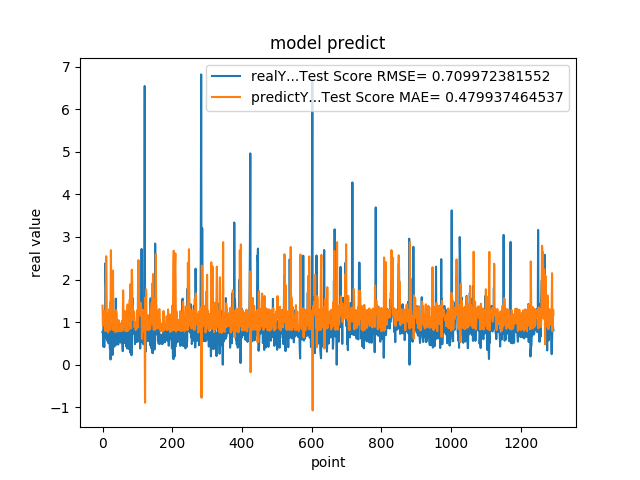 model predict
realY...Test Score RMSE= 0.709972381552
predictY...Test Score MAE= 0.479937464537
7
6
5
4
3
2
1
0
−1
real value
0 200 400 600 800 1000 1200
point